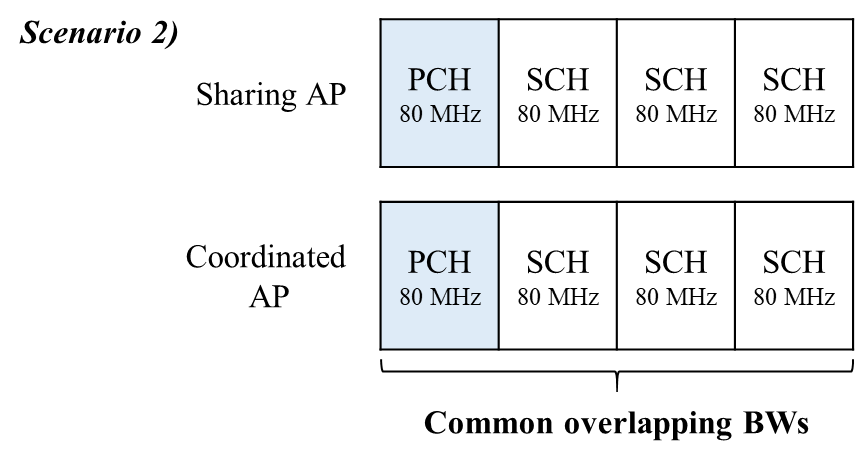 Scenario 2)
Sharing AP
PCH SCH SCH SCH
80 MHz 80 MHz 80 MHz 80 MHz
Coordinated
AP
PCH SCH SCH SCH
80 MHz 80 MHz 80 MHz 80 MHz
Common overlapping BWs